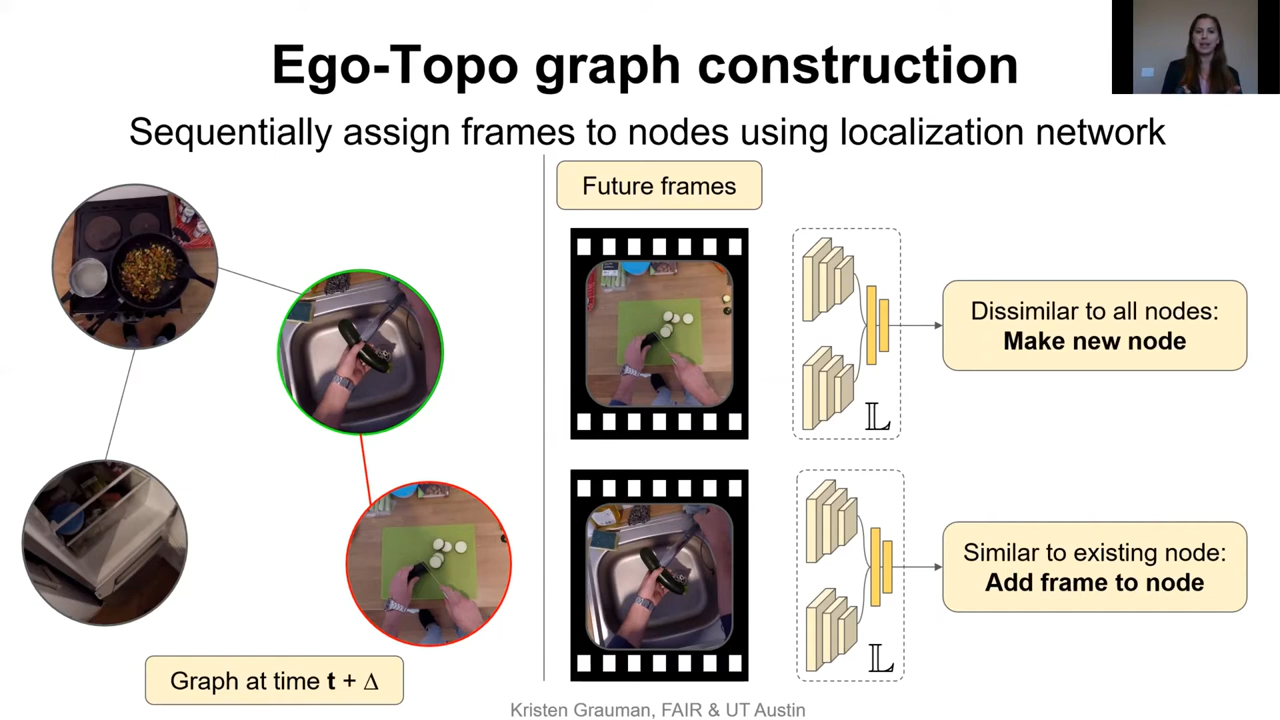 Ego-Topo graph construction
Sequentially assign frames to nodes using localization network
Future frames
Dissimilar to all nodes:
Make new node
𝕃
Similar to existing node:
Add frame to node
𝕃
Graph at time t + Δ
Kristen Grauman, FAIR & UT Austin